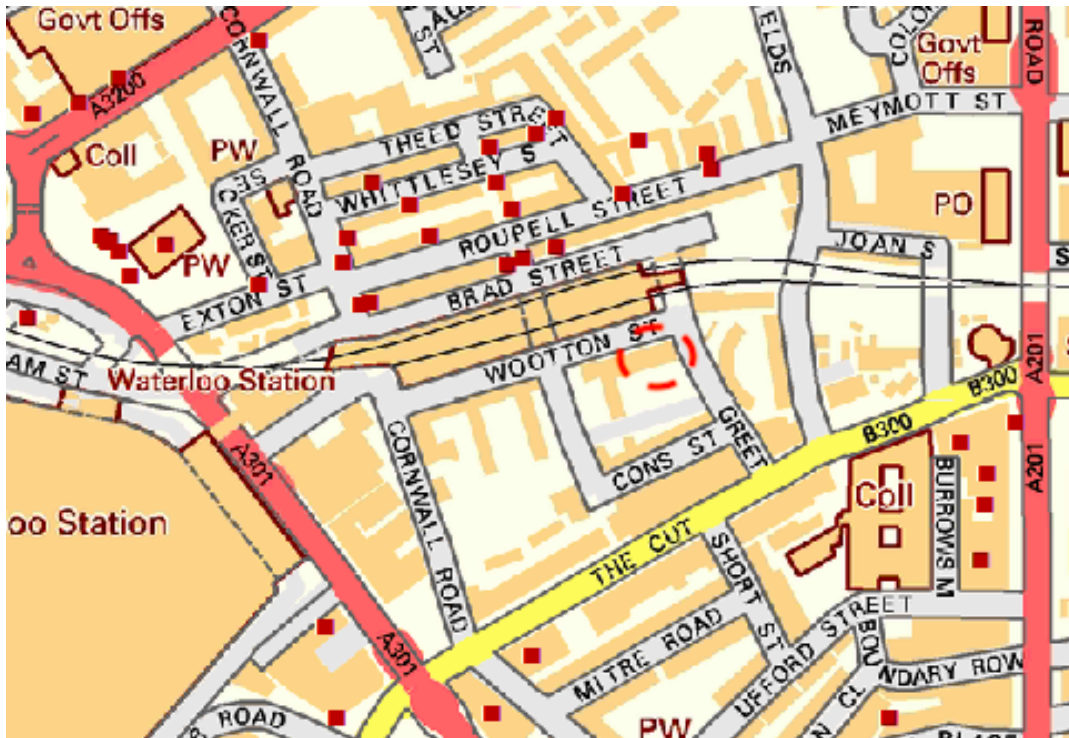 Govt Offs
CORNWALL ROAD
ST
ELDS
Govt
Offs
ROAD
A3200
THEED STREET
MEYMOTT ST
Coll
PW
WHITTLESEY S
ROUPELL STREET
PO
JOAN S
PW
EXTON ST
BRAD STREET
WOOTTON ST
AM ST
Waterloo Station
A201
B300
GREET
B300
CONS ST
A301
CORNWALL ROAD
A201
Coll
BURROWS M
oo Station
THE CUT
SHORT ST
STREET
UFFORD
BOU
NDARY ROW
MITRE ROAD
A301
CL
ROAD
PW